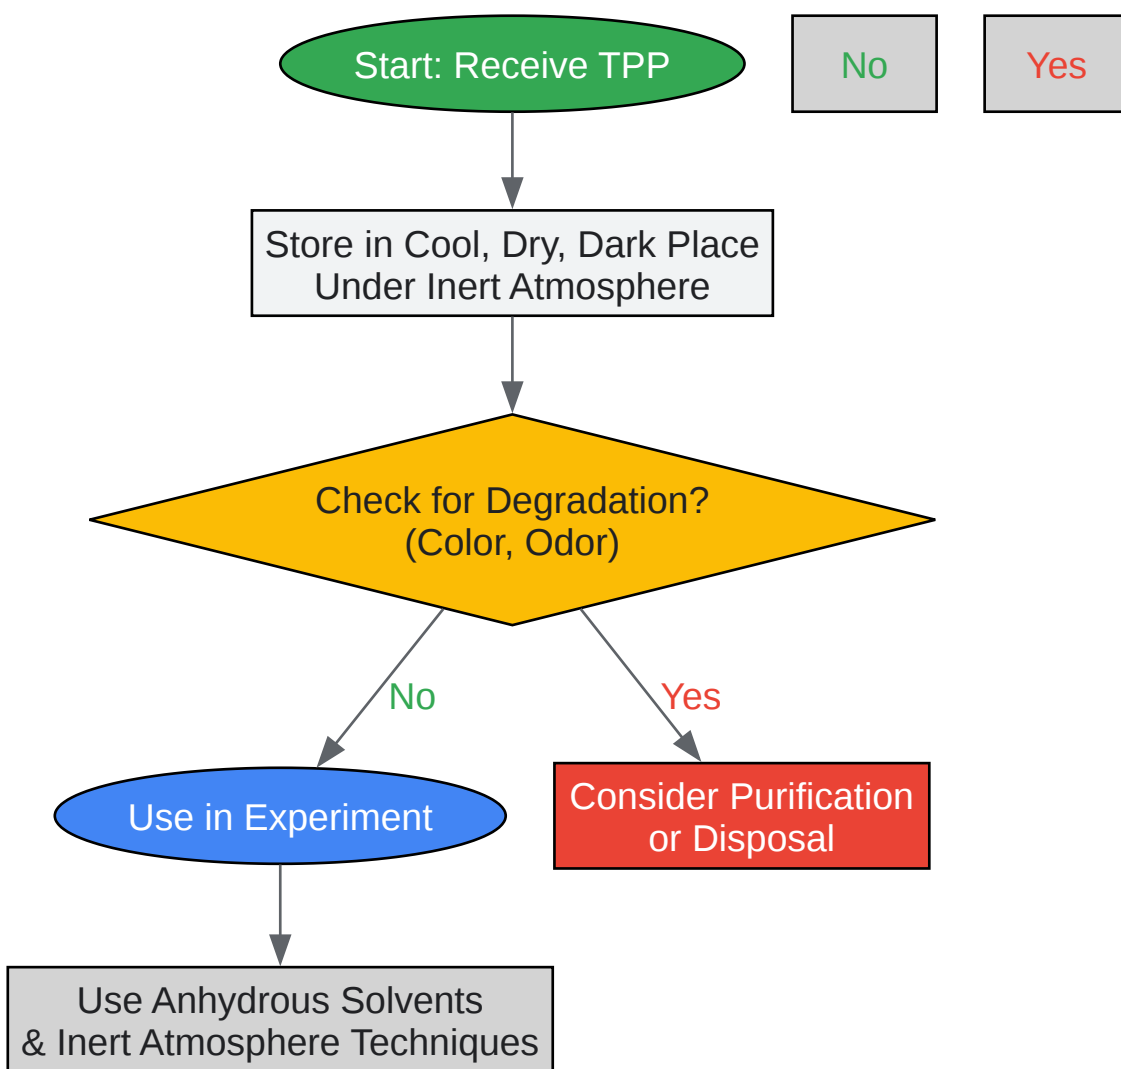 Start: Receive TPP
No
Yes
Store in Cool, Dry, Dark Place
Under Inert Atmosphere
Check for Degradation?
(Color, Odor)
No
Yes
Use in Experiment
Consider Purification
or Disposal
Use Anhydrous Solvents
& Inert Atmosphere Techniques